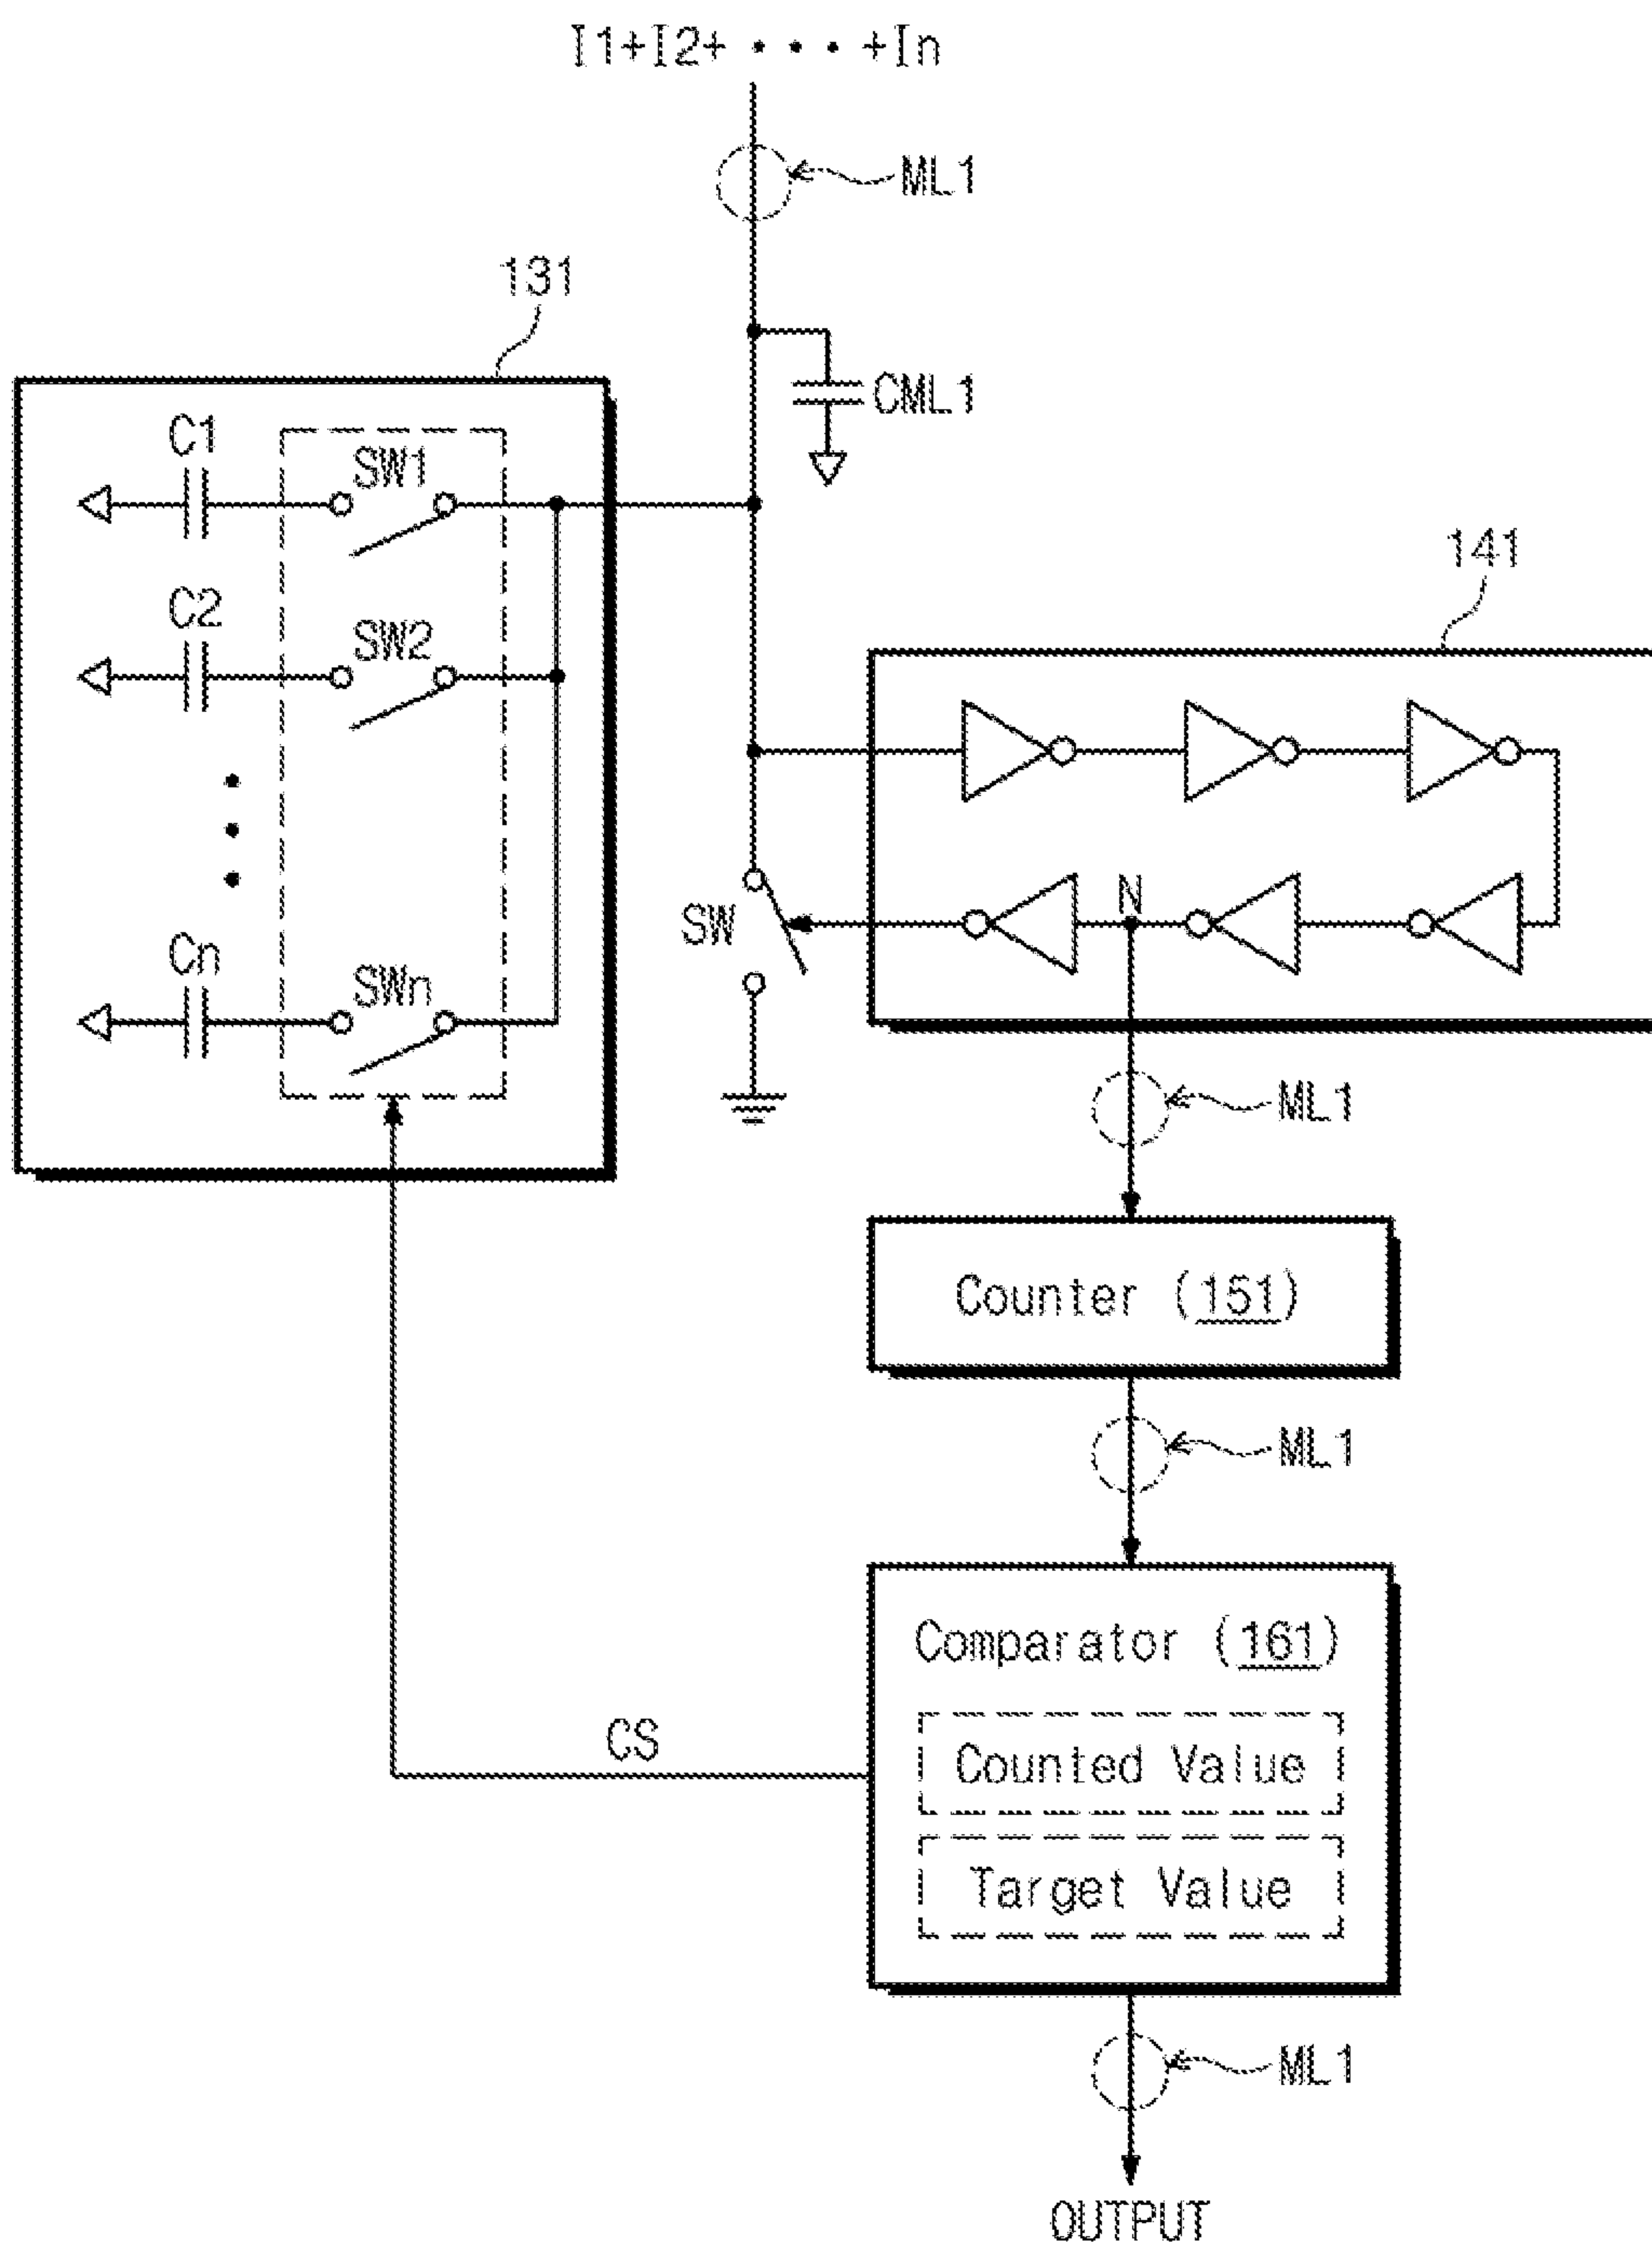 I1+I2+ • • • +In
ML1
131
CML1
C1
SW1
141
C2
SW2
N
SW
Cn
SWn
ML1
Counter (151)
ML1
Comparator (161)
CS
Counted Value
Target Value
ML1
OUTPUT